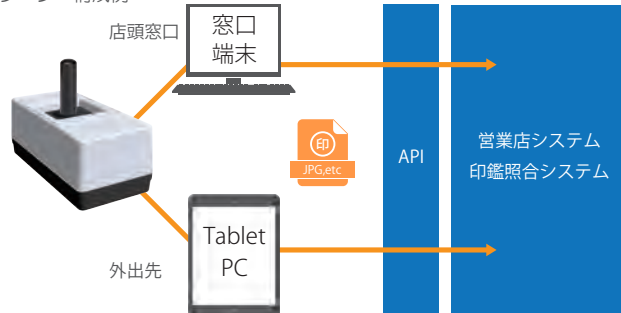 店頭窓口
窓口
端末
印
JPG,etc
API
営業店システム
印鑑照合システム
Tablet
PC
外出先